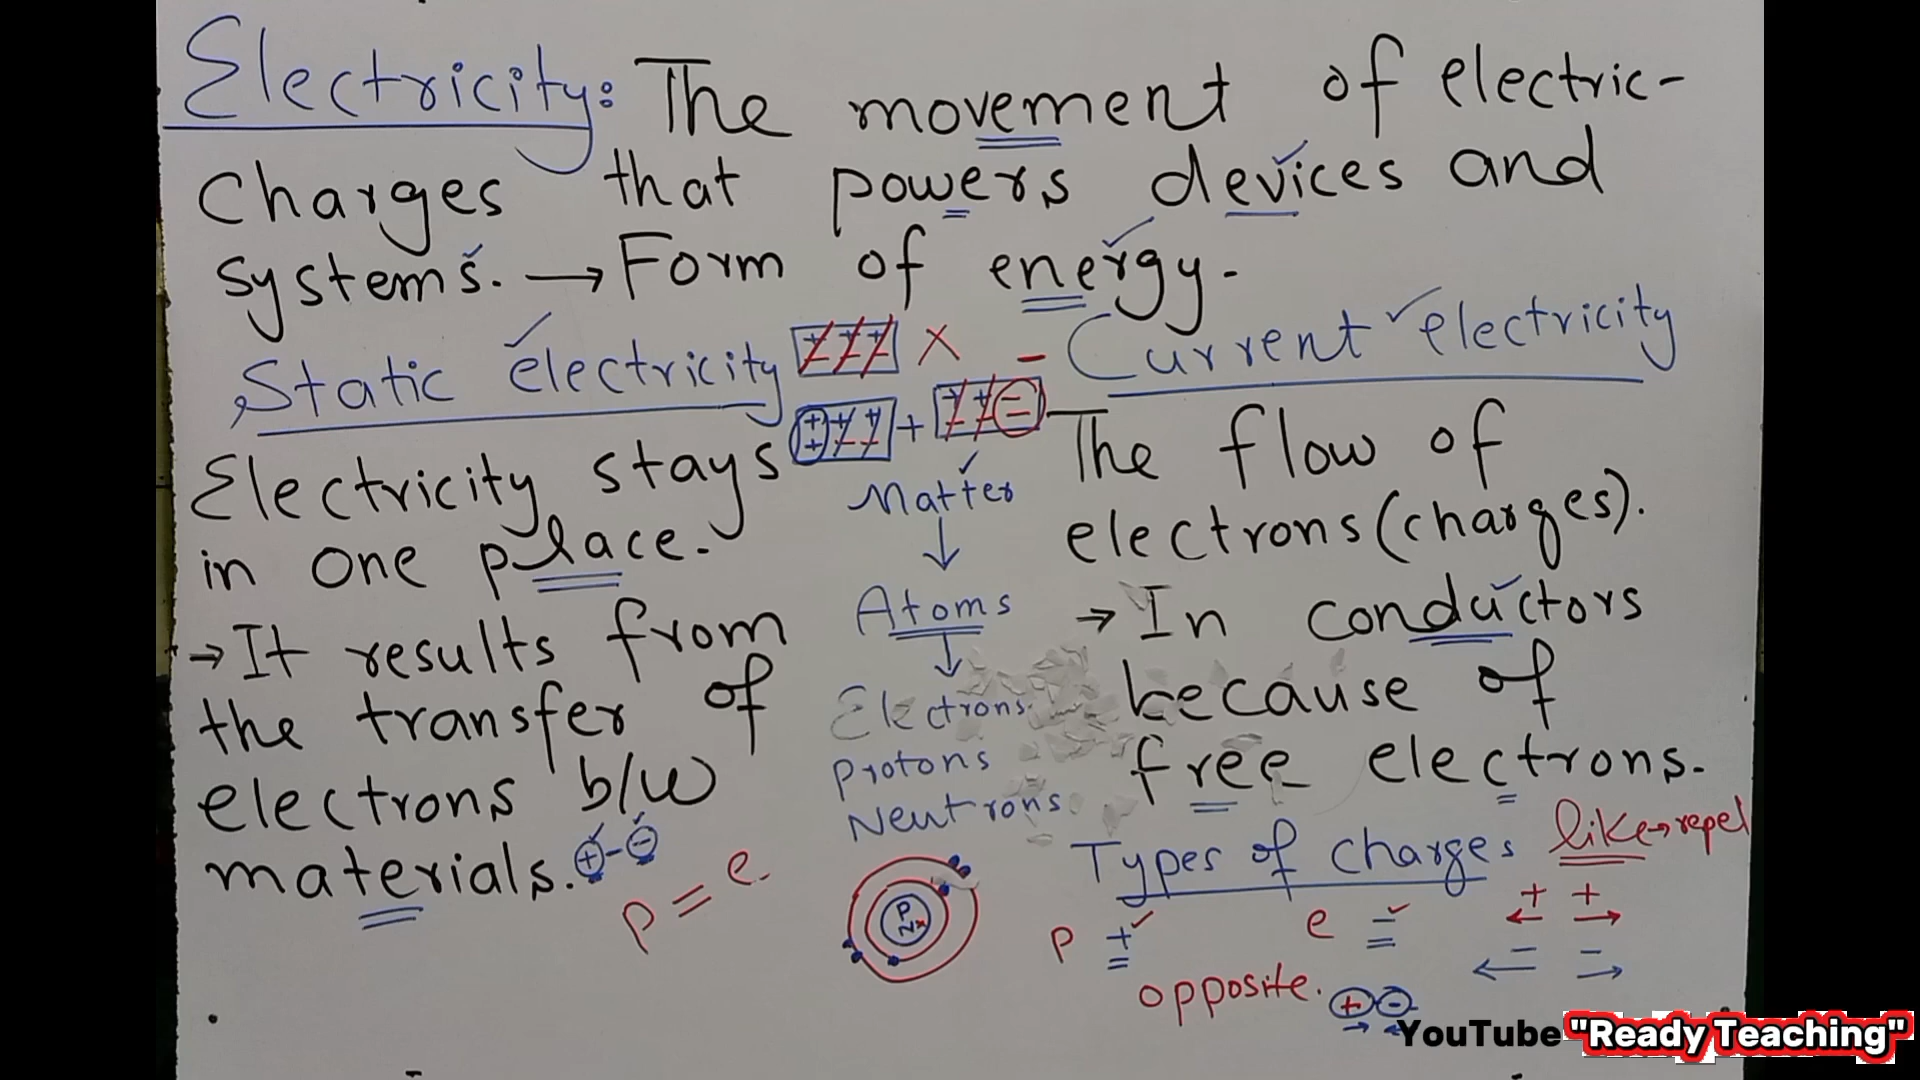 Electricity: The movement of electric-
Charges that powers devices and
systems. → Form of energy.
Static electricity
Electricity stays
in one place.
→ It results from
the transfer of
electrons b/w
materials. + - -
P = e
× -
+
Matter
↓
Atoms
↓
Electrons
Protons
Neutrons
P
N
Current electricity
The flow of
electrons (charges).
→ In conductors
because of
free electrons.
Types of charges like → repel
P + e - + +
- -
opposite. + -
YouTube "Ready Teaching"